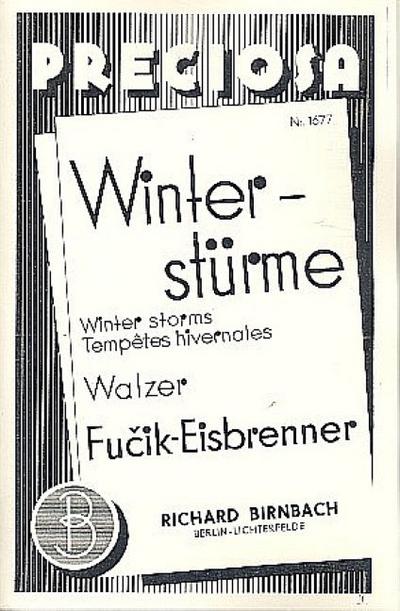 PRECIOSA
Nr. 1677
Winter-
stürme
Winter storms
Tempêtes hivernales
Walzer
Fučik-Eisbrenner
B
RICHARD BIRNBACH
BERLIN-LICHTERFELDE